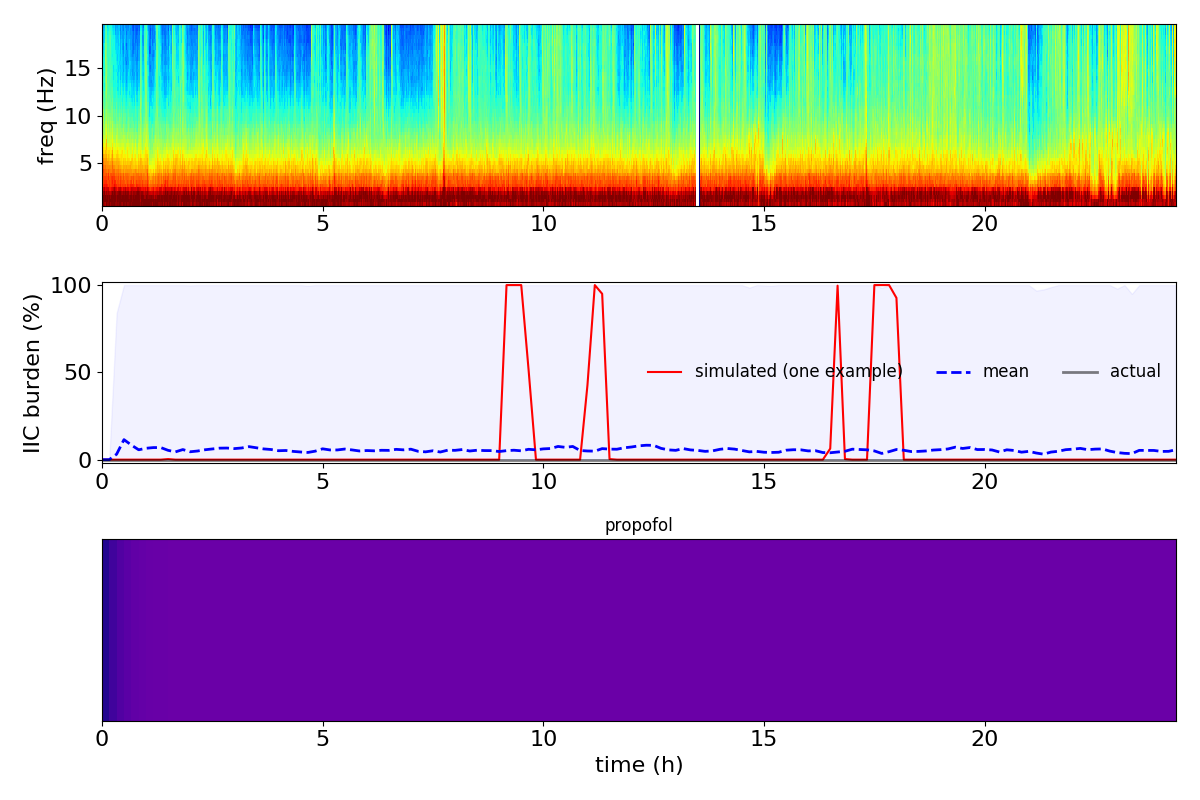 freq (Hz)
15
10
5
0 5 10 15 20
IIC burden (%)
100
50
0
simulated (one example) mean actual
0 5 10 15 20
propofol
0 5 10 15 20
time (h)